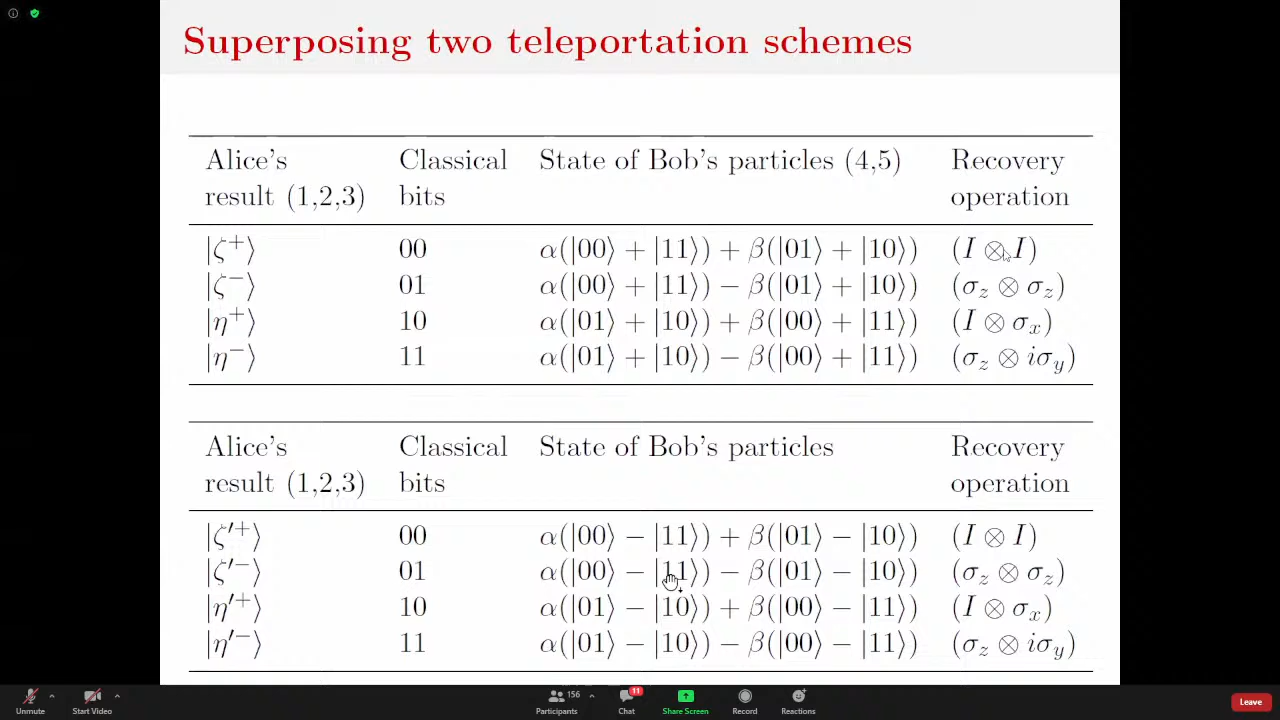 Superposing two teleportation schemes
Alice's Classical State of Bob's particles (4,5) Recovery
result (1,2,3) bits operation
|ζ⁺⟩ 00 α(|00⟩ + |11⟩) + β(|01⟩ + |10⟩) (I ⊗ I)
|ζ⁻⟩ 01 α(|00⟩ + |11⟩) − β(|01⟩ + |10⟩) (σ_z ⊗ σ_z)
|η⁺⟩ 10 α(|01⟩ + |10⟩) + β(|00⟩ + |11⟩) (I ⊗ σ_x)
|η⁻⟩ 11 α(|01⟩ + |10⟩) − β(|00⟩ + |11⟩) (σ_z ⊗ iσ_y)
Alice's Classical State of Bob's particles Recovery
result (1,2,3) bits operation
|ζ′⁺⟩ 00 α(|00⟩ − |11⟩) + β(|01⟩ − |10⟩) (I ⊗ I)
|ζ′⁻⟩ 01 α(|00⟩ − |11⟩) − β(|01⟩ − |10⟩) (σ_z ⊗ σ_z)
|η′⁺⟩ 10 α(|01⟩ − |10⟩) + β(|00⟩ − |11⟩) (I ⊗ σ_x)
|η′⁻⟩ 11 α(|01⟩ − |10⟩) − β(|00⟩ − |11⟩) (σ_z ⊗ iσ_y)
156 11
Unmute Start Video Participants Chat Share Screen Record Reactions Leave